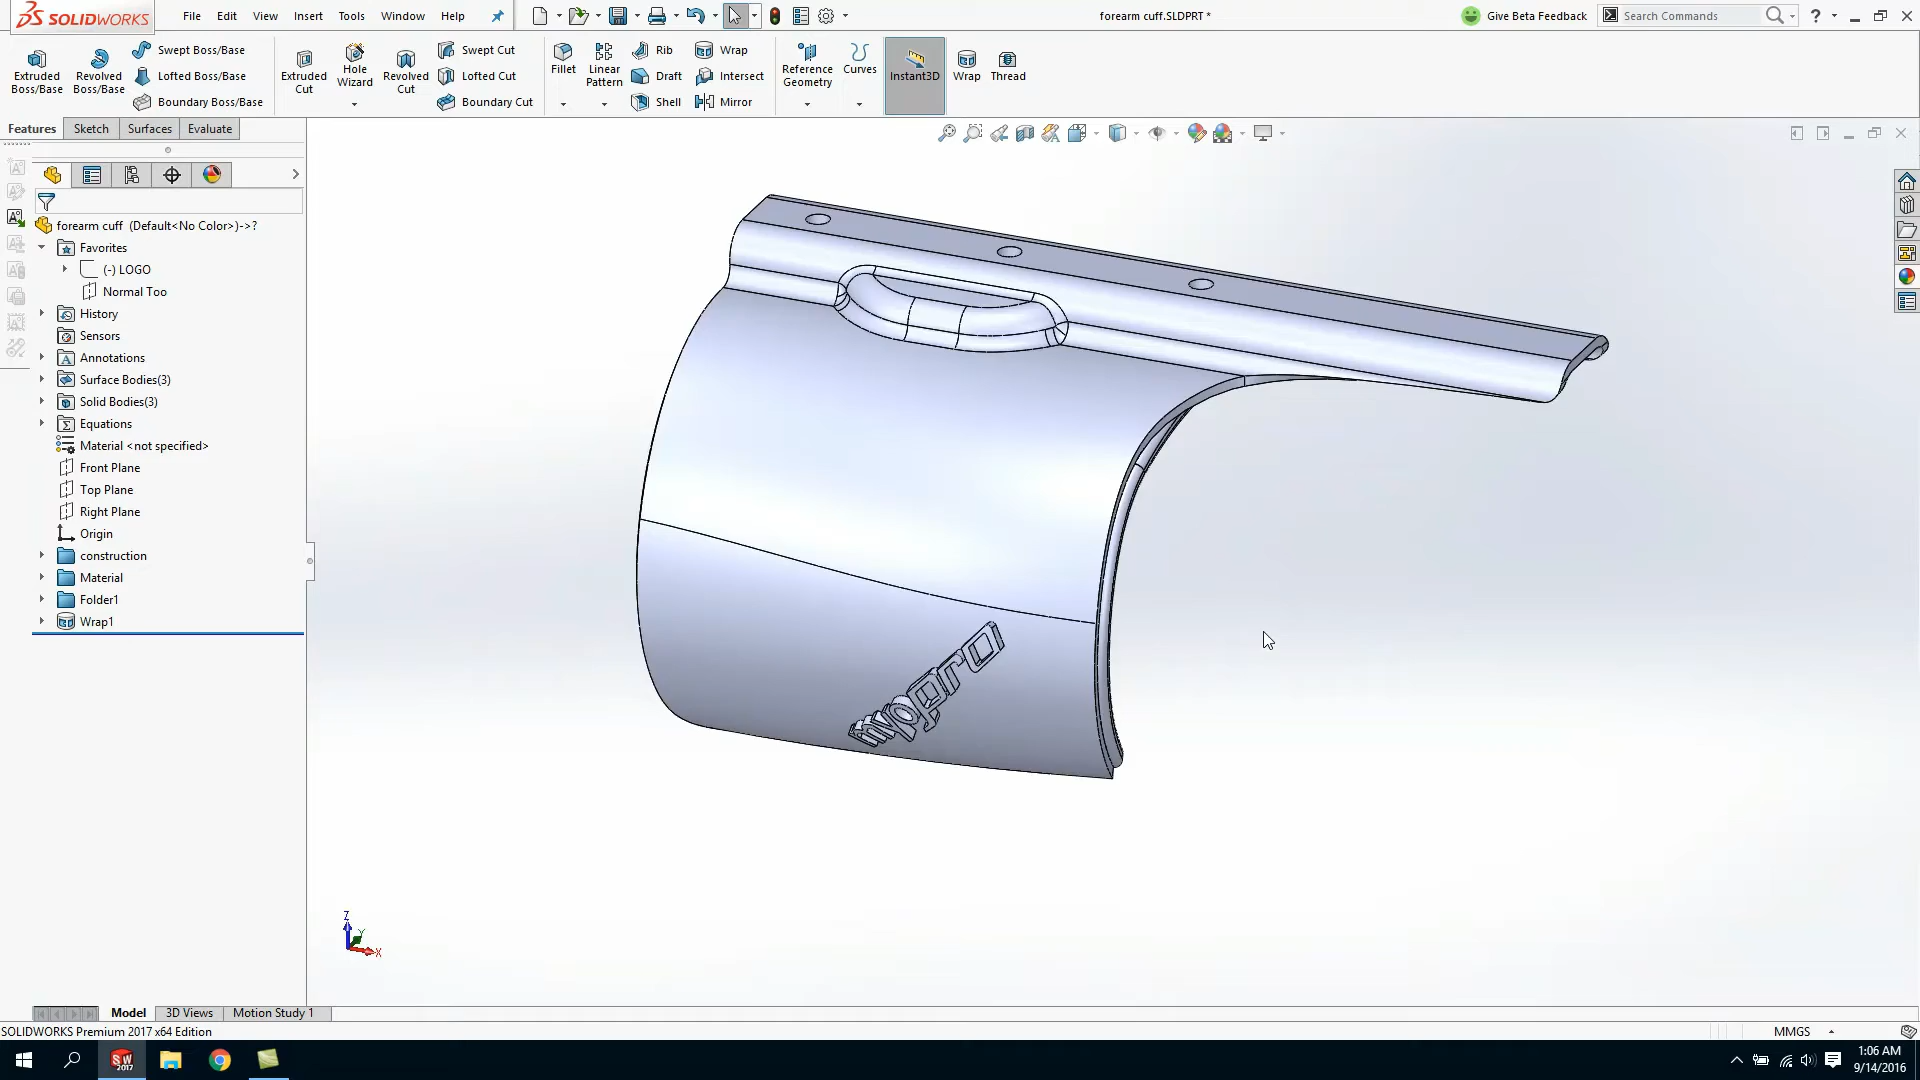 SOLIDWORKS
File Edit View Insert Tools Window Help
forearm cuff.SLDPRT *
Give Beta Feedback
Search Commands
Extruded Boss/Base
Revolved Boss/Base
Swept Boss/Base
Lofted Boss/Base
Boundary Boss/Base
Extruded Cut
Hole Wizard
Revolved Cut
Swept Cut
Lofted Cut
Boundary Cut
Fillet
Linear Pattern
Rib
Draft
Shell
Wrap
Intersect
Mirror
Reference Geometry
Curves
Instant3D
Wrap
Thread
Features Sketch Surfaces Evaluate
forearm cuff (Default<No Color>)->?
Favorites
(-) LOGO
Normal Too
History
Sensors
Annotations
Surface Bodies(3)
Solid Bodies(3)
Equations
Material <not specified>
Front Plane
Top Plane
Right Plane
Origin
construction
Material
Folder1
Wrap1
myopro
Z
Y
X
Model 3D Views Motion Study 1
SOLIDWORKS Premium 2017 x64 Edition
MMGS
SW
2017
1:06 AM
9/14/2016